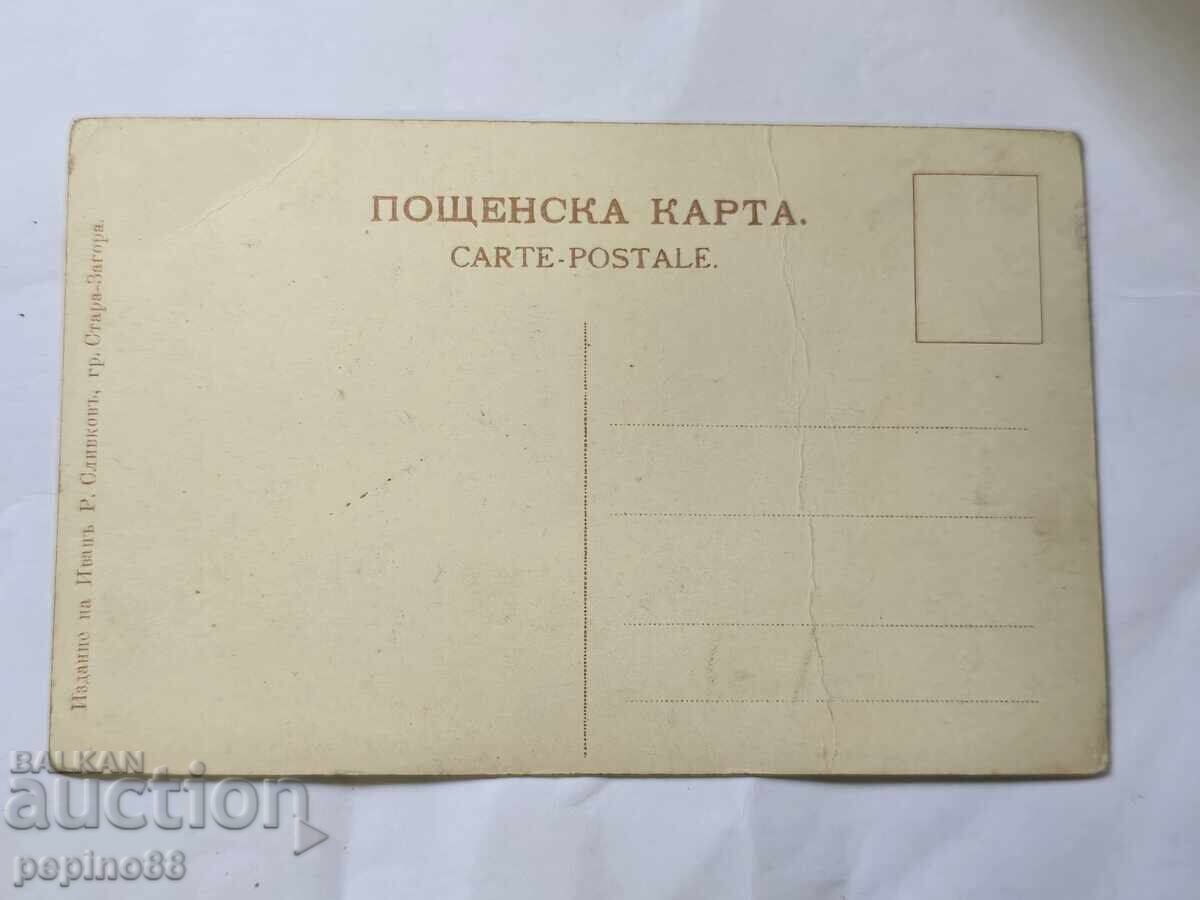 ПОЩЕНСКА КАРТА.
CARTE-POSTALE.
Издание на Иванъ Р. Сливковъ, гр. Стара-Загора.
BALKAN
auction
pepino88